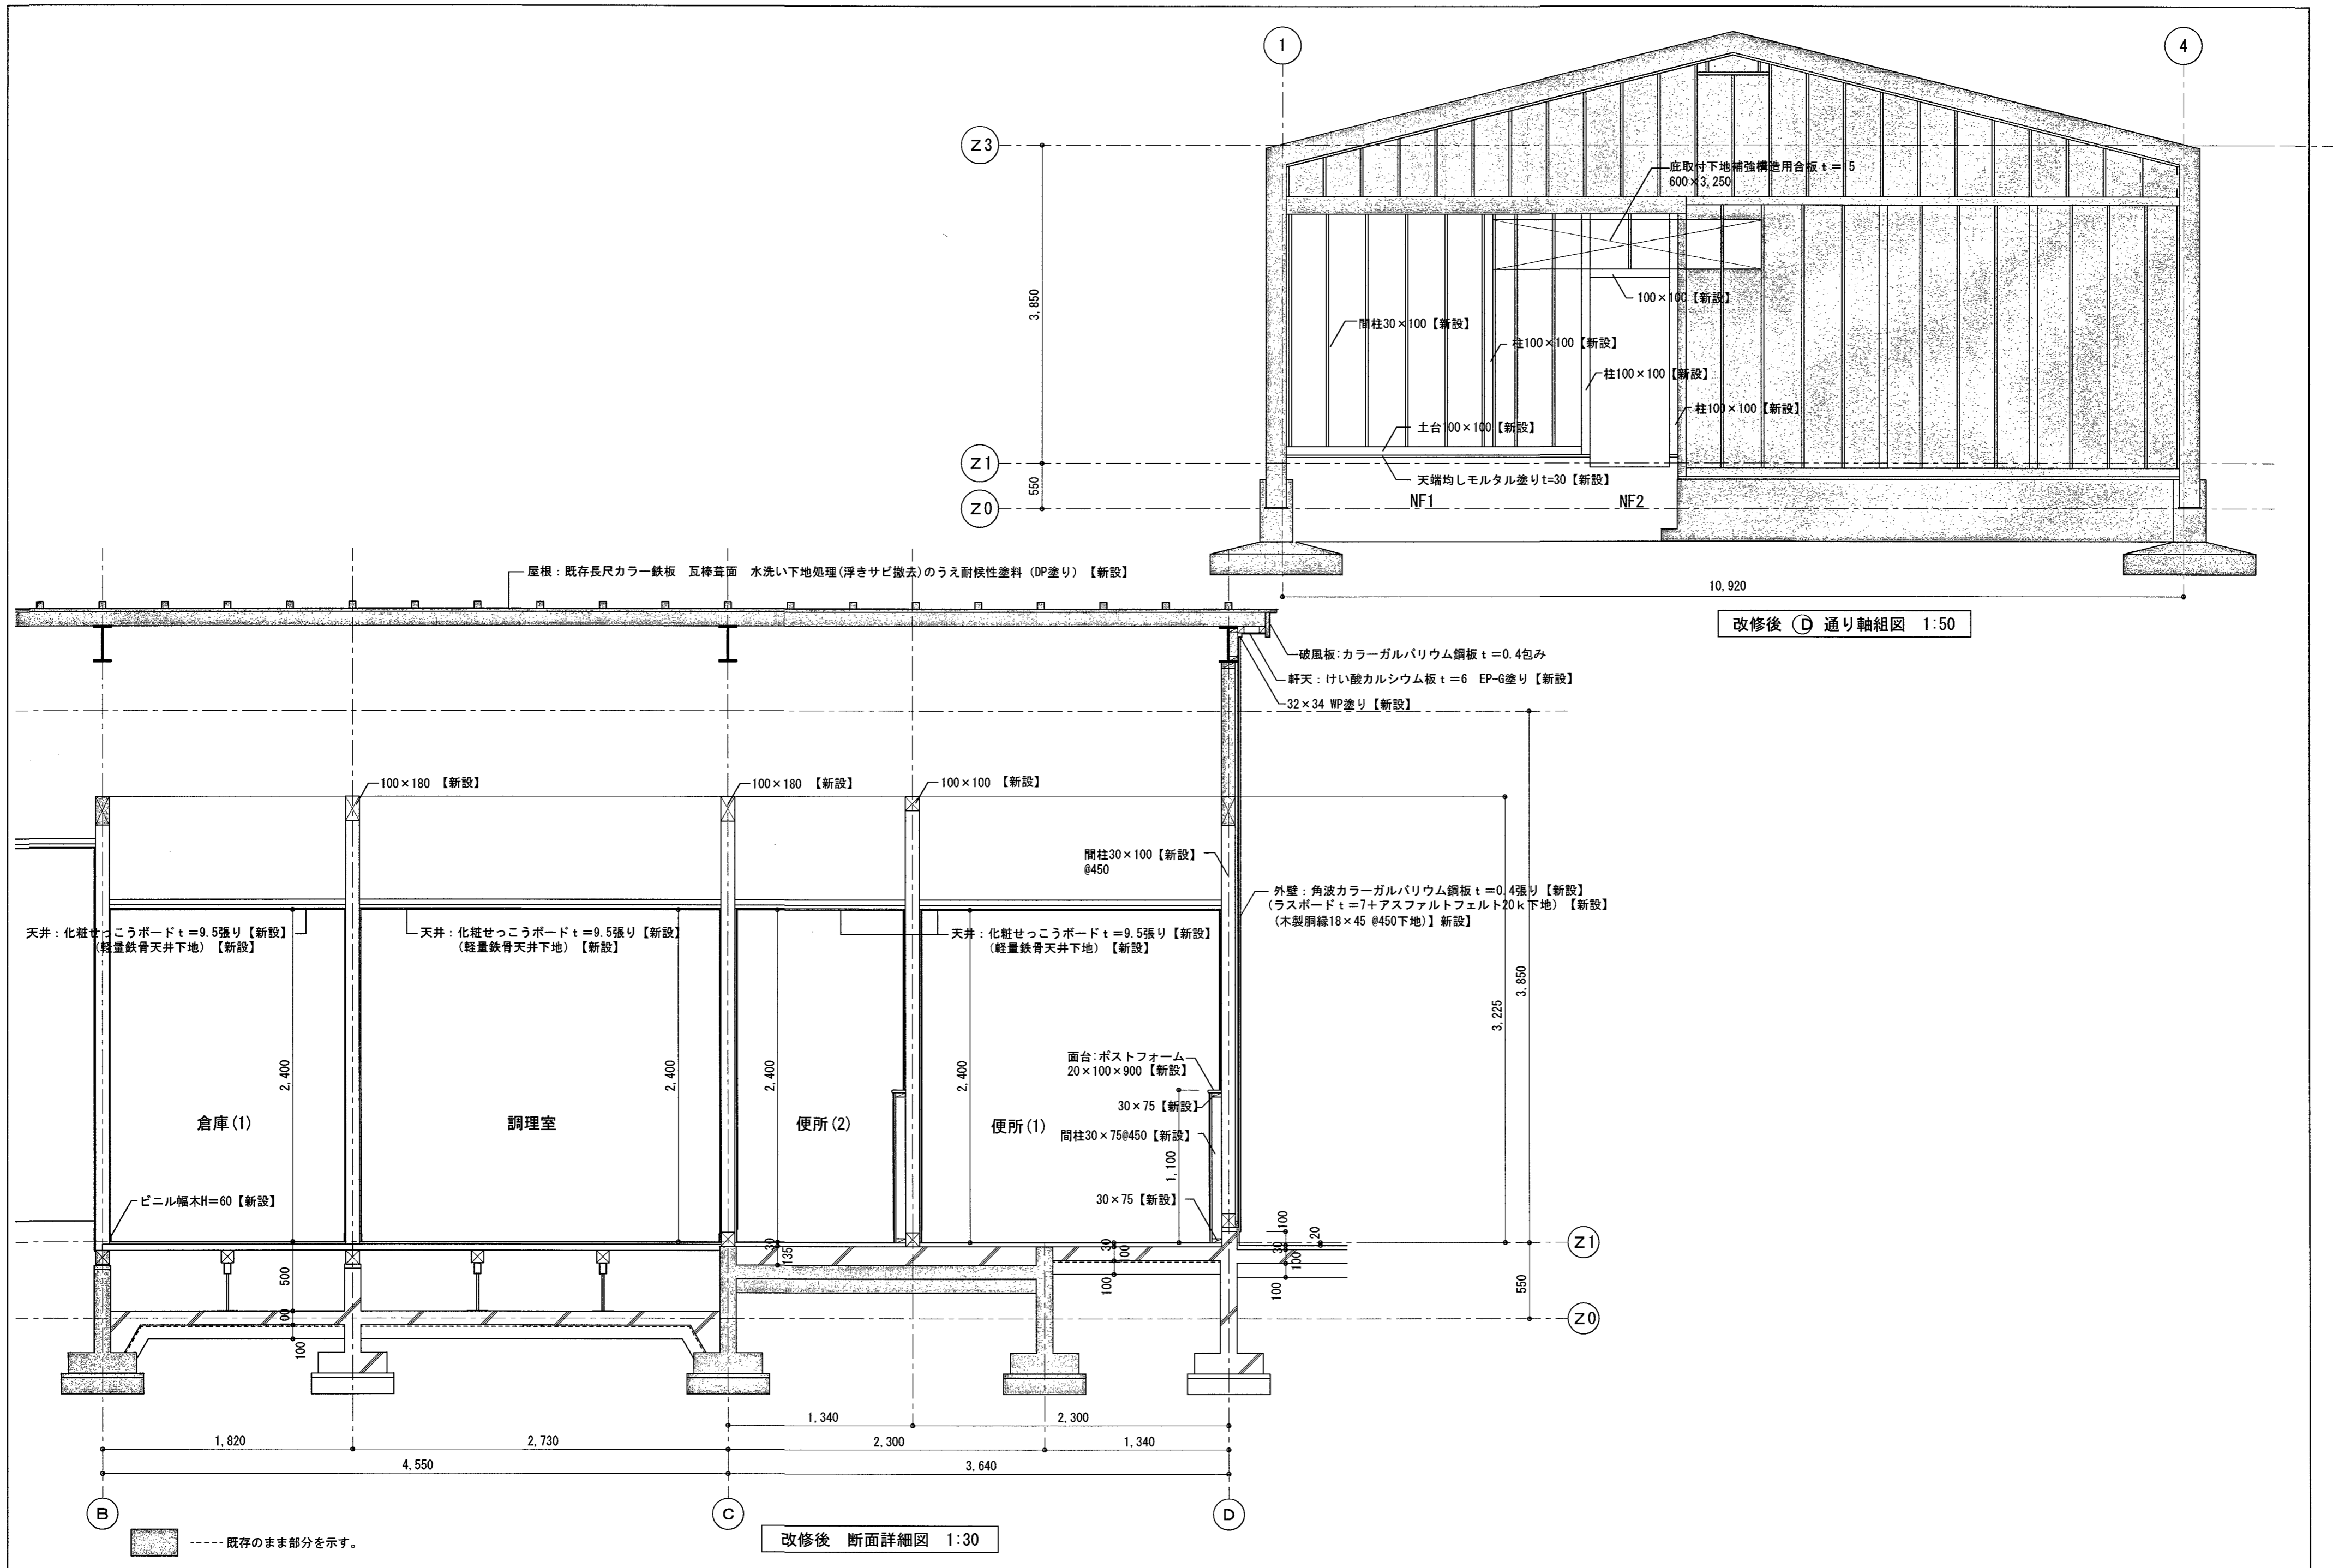 1
4
Z3
庇取付下地補強構造用合板ｔ＝15
600×3,250
3,850
100×100【新設】
間柱30×100【新設】
柱100×100【新設】
柱100×100【新設】
柱100×100【新設】
土台100×100【新設】
Z1
天端均しモルタル塗りt=30【新設】
550
NF1
NF2
Z0
10,920
改修後 D 通り軸組図 1:50
屋根：既存長尺カラー鉄板 瓦棒葺面 水洗い下地処理(浮きサビ撤去)のうえ耐候性塗料（DP塗り）【新設】
破風板:カラーガルバリウム鋼板ｔ＝0.4包み
軒天：けい酸カルシウム板ｔ＝6 EP-G塗り【新設】
32×34 WP塗り【新設】
100×180 【新設】
100×180 【新設】
100×100 【新設】
間柱30×100【新設】
@450
外壁：角波カラーガルバリウム鋼板ｔ＝0.4張り【新設】
(ラスボードｔ＝7＋アスファルトフェルト20ｋ下地）【新設】
(木製胴縁18×45 @450下地)】新設】
天井：化粧せっこうボードｔ＝9.5張り【新設】
(軽量鉄骨天井下地）【新設】
天井：化粧せっこうボードｔ＝9.5張り【新設】
(軽量鉄骨天井下地）【新設】
天井：化粧せっこうボードｔ＝9.5張り【新設】
(軽量鉄骨天井下地）【新設】
3,850
3,225
2,400
2,400
2,400
2,400
面台:ポストフォーム
20×100×900【新設】
30×75【新設】
間柱30×75@450【新設】
1,100
30×75【新設】
倉庫(1)
調理室
便所(2)
便所(1)
ビニル幅木H＝60【新設】
100
20
30
135
30
100
100
30
100
100
Z1
500
100
100
550
Z0
1,340
2,300
1,820
2,730
2,300
1,340
4,550
3,640
B
C
D
-----既存のまま部分を示す。
改修後 断面詳細図 1:30